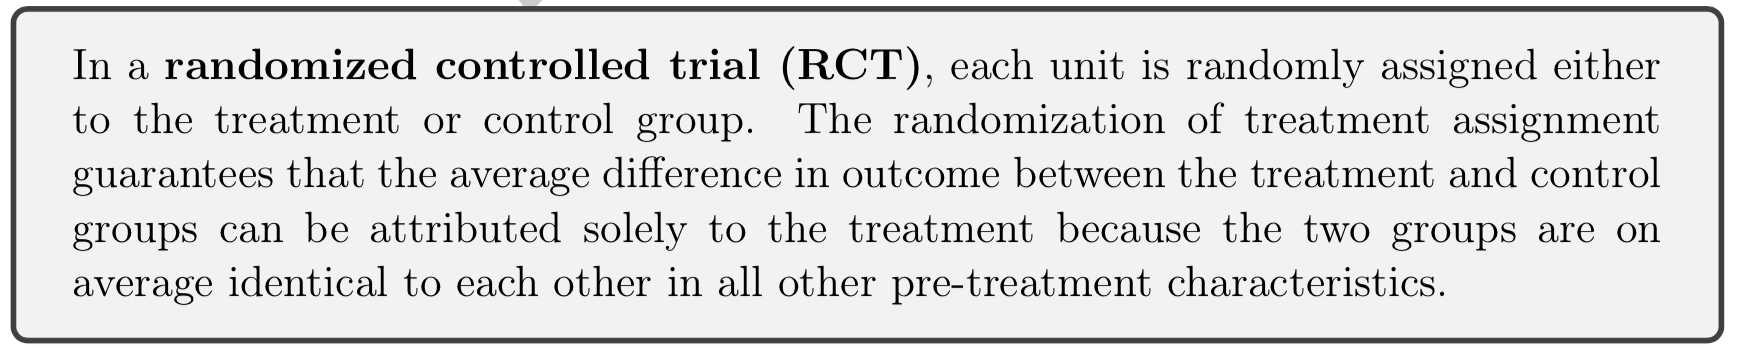 In a randomized controlled trial (RCT), each unit is randomly assigned either
to the treatment or control group. The randomization of treatment assignment
guarantees that the average difference in outcome between the treatment and control
groups can be attributed solely to the treatment because the two groups are on
average identical to each other in all other pre-treatment characteristics.